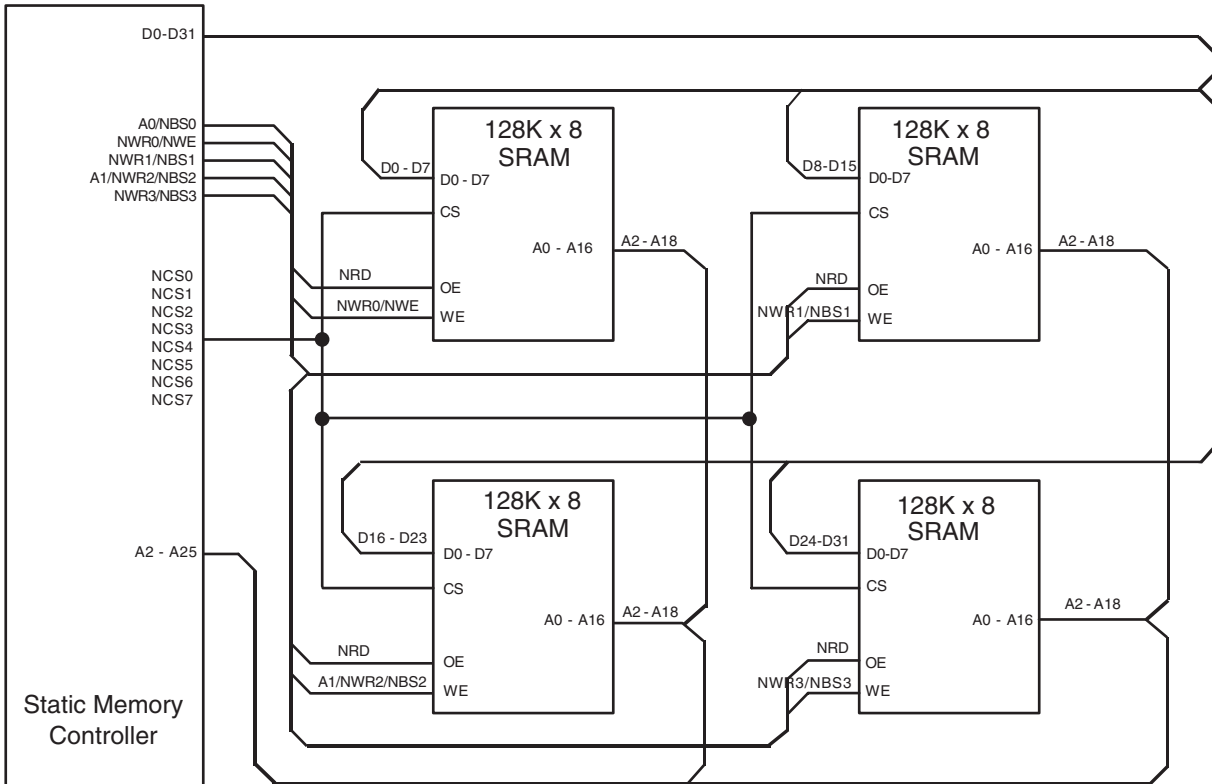 D0-D31
A0/NBS0
NWR0/NWE
NWR1/NBS1
A1/NWR2/NBS2
NWR3/NBS3
NCS0
NCS1
NCS2
NCS3
NCS4
NCS5
NCS6
NCS7
A2 - A25
Static Memory
Controller
128K x 8
SRAM
D0 - D7
D0 - D7
CS
A0 - A16
A2 - A18
NRD
OE
NWR0/NWE
WE
128K x 8
SRAM
D8-D15
D0-D7
CS
A0 - A16
A2 - A18
NRD
OE
NWR1/NBS1
WE
128K x 8
SRAM
D16 - D23
D0 - D7
CS
A0 - A16
A2 - A18
NRD
OE
A1/NWR2/NBS2
WE
128K x 8
SRAM
D24-D31
D0-D7
CS
A0 - A16
A2 - A18
NRD
OE
NWR3/NBS3
WE